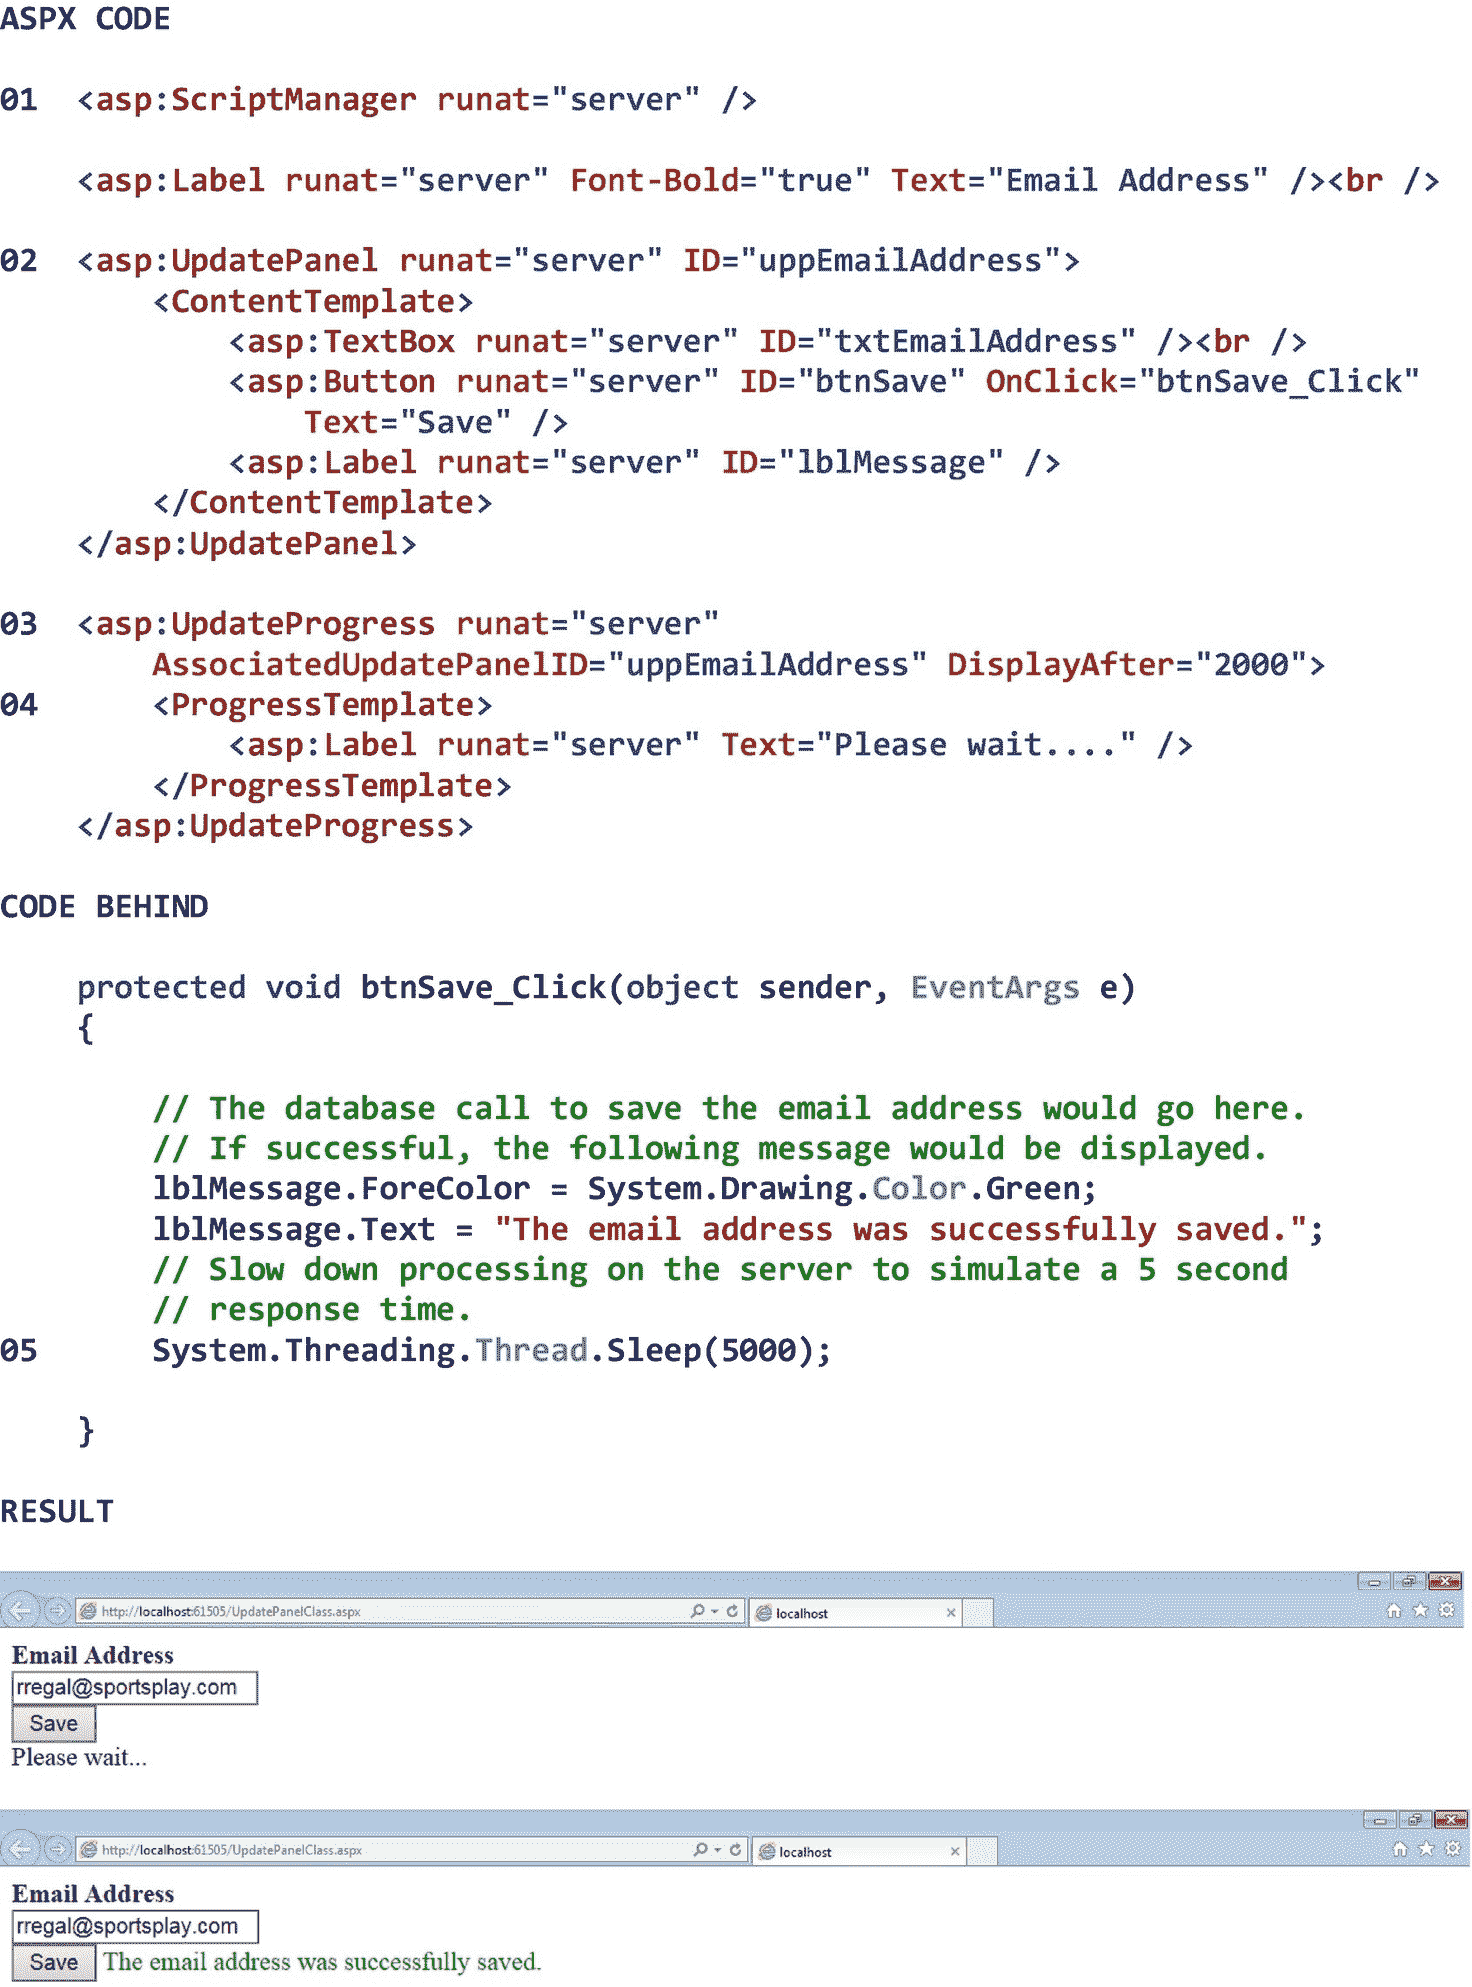 ASPX CODE
01 <asp:ScriptManager runat="server" />
<asp:Label runat="server" Font-Bold="true" Text="Email Address" /><br />
02 <asp:UpdatePanel runat="server" ID="uppEmailAddress">
<ContentTemplate>
<asp:TextBox runat="server" ID="txtEmailAddress" /><br />
<asp:Button runat="server" ID="btnSave" OnClick="btnSave_Click"
Text="Save" />
<asp:Label runat="server" ID="lblMessage" />
</ContentTemplate>
</asp:UpdatePanel>
03 <asp:UpdateProgress runat="server"
AssociatedUpdatePanelID="uppEmailAddress" DisplayAfter="2000">
04 <ProgressTemplate>
<asp:Label runat="server" Text="Please wait...." />
</ProgressTemplate>
</asp:UpdateProgress>
CODE BEHIND
protected void btnSave_Click(object sender, EventArgs e)
{
// The database call to save the email address would go here.
// If successful, the following message would be displayed.
lblMessage.ForeColor = System.Drawing.Color.Green;
lblMessage.Text = "The email address was successfully saved.";
// Slow down processing on the server to simulate a 5 second
// response time.
05 System.Threading.Thread.Sleep(5000);
}
RESULT
http://localhost:61505/UpdatePanelClass.aspx localhost
Email Address
rregal@sportsplay.com
Save
Please wait...
http://localhost:61505/UpdatePanelClass.aspx localhost
Email Address
rregal@sportsplay.com
Save The email address was successfully saved.